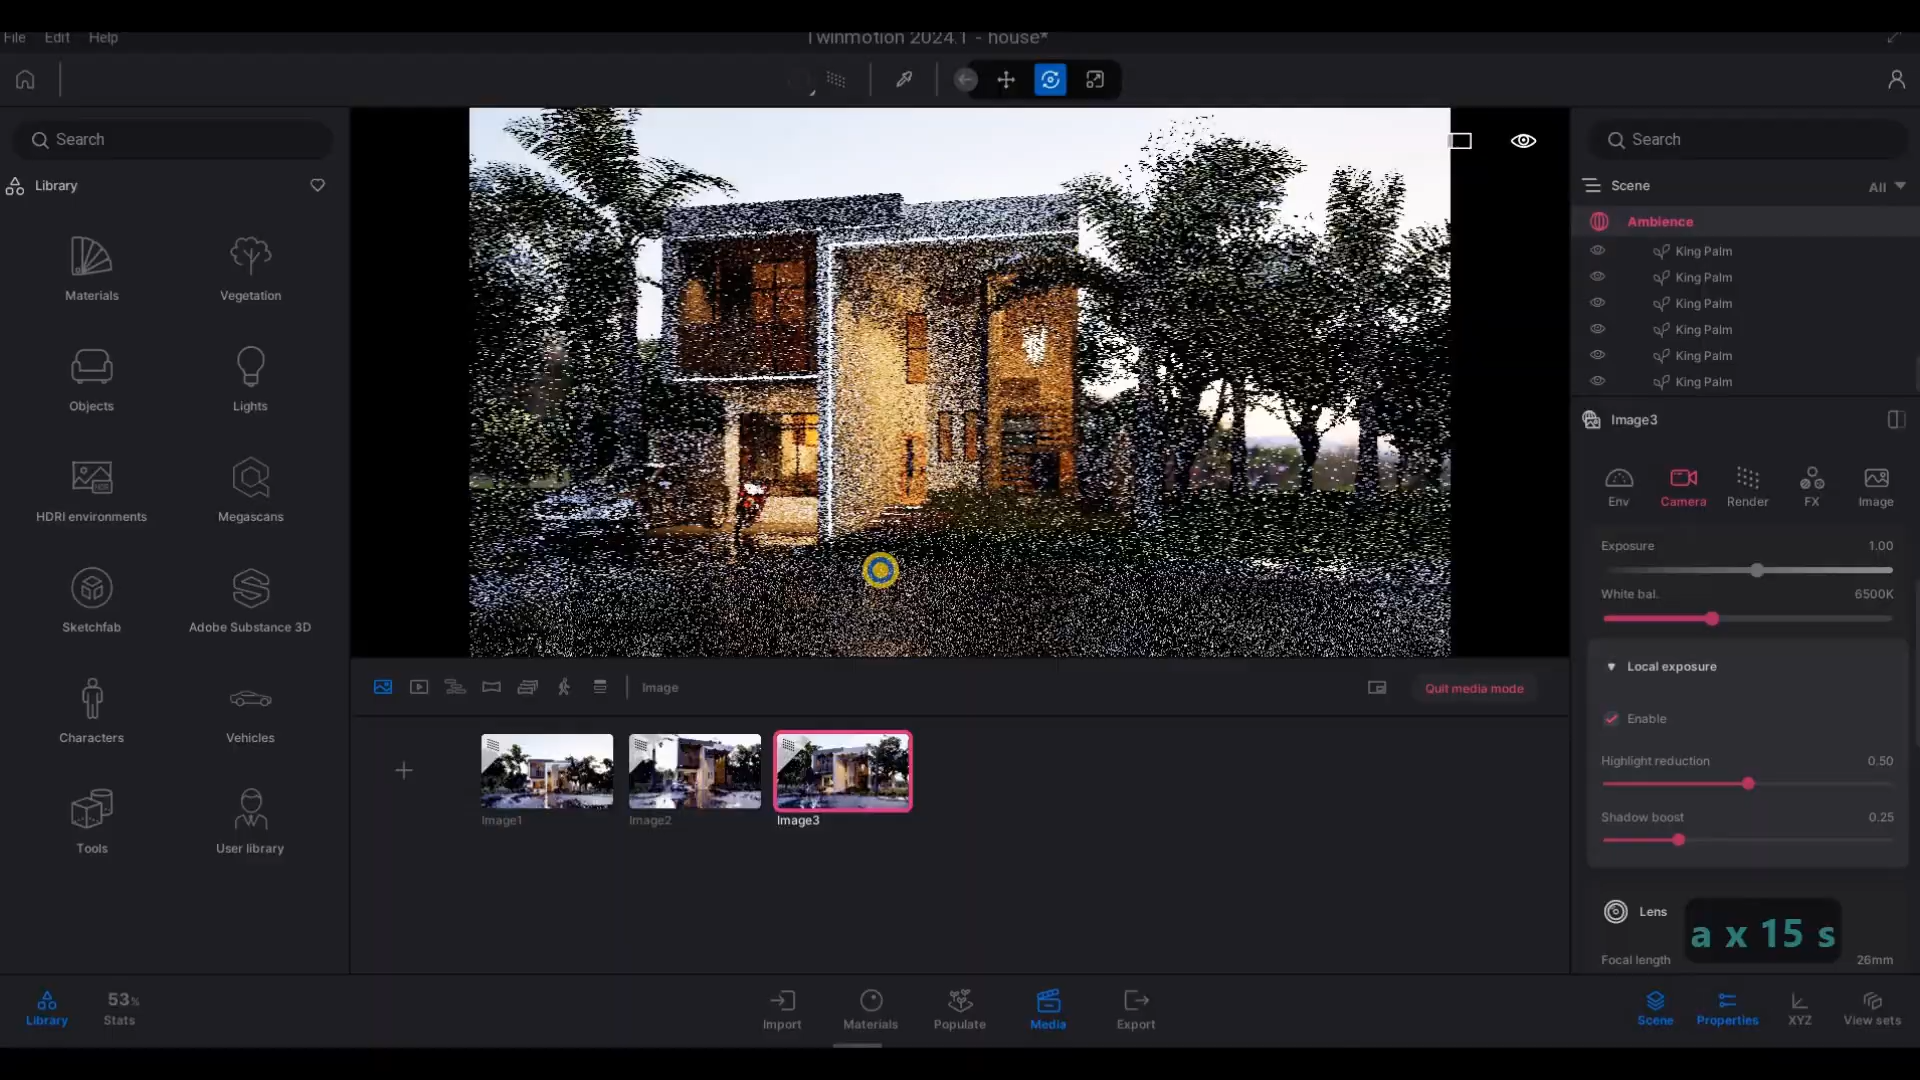 File Edit Help
Twinmotion 2024.1 - house*
Search
Library
Materials
Vegetation
Objects
Lights
HDRI environments
Megascans
Sketchfab
Adobe Substance 3D
Characters
Vehicles
Tools
User library
Image
Quit media mode
Image1
Image2
Image3
Search
Scene
All
Ambience
King Palm
King Palm
King Palm
King Palm
King Palm
King Palm
Image3
Env
Camera
Render
FX
Image
Exposure 1.00
White bal. 6500K
Local exposure
Enable
Highlight reduction 0.50
Shadow boost 0.25
Lens
a x 15 s
Focal length 26mm
Library
53%
Stats
Import
Materials
Populate
Media
Export
Scene
Properties
XYZ
View sets